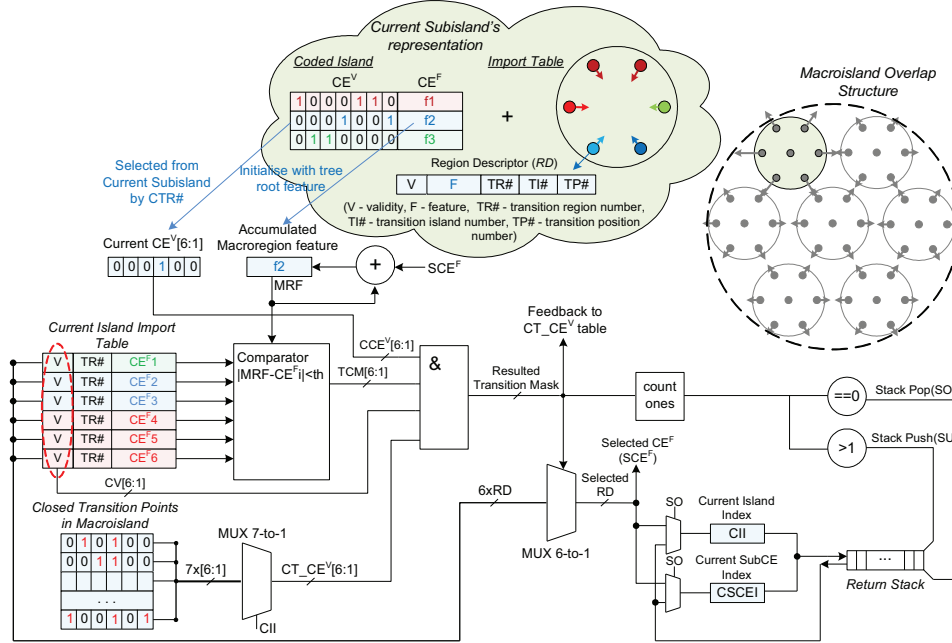 Current Subisland's
representation
Coded Island
Import Table
CE^V
CE^F
1 0 0 0 1 1 0 f1
0 0 0 1 0 0 1 f2
0 1 1 0 0 0 0 f3
+
Region Descriptor (RD)
V F TR# TI# TP#
(V - validity, F - feature, TR# - transition region number,
TI# - transition island number, TP# - transition position
number)
Macroisland Overlap
Structure
Selected from
Current Subisland
by CTR#
Initialise with tree
root feature
Current CE^V[6:1]
0 0 0 1 0 0
Accumulated
Macroregion feature
f2
MRF
+
SCE^F
Current Island Import
Table
V TR# CE^F1
V TR# CE^F2
V TR# CE^F3
V TR# CE^F4
V TR# CE^F5
V TR# CE^F6
Comparator
|MRF-CE^Fi|<th
CCE^V[6:1]
TCM[6:1]
CV[6:1]
&
Feedback to
CT_CE^V
table
Resulted
Transition Mask
count
ones
==0
Stack Pop(SO
>1
Stack Push(SU
Closed Transition Points
in Macroisland
0 1 0 1 0 0
0 0 1 1 0 0
. . .
1 0 0 1 0 1
7x[6:1]
MUX 7-to-1
CII
CT_CE^V[6:1]
6xRD
MUX 6-to-1
Selected CE^F
(SCE^F)
Selected
RD
SO
Current Island
Index
CII
SO
Current SubCE
Index
CSCEI
...
Return Stack